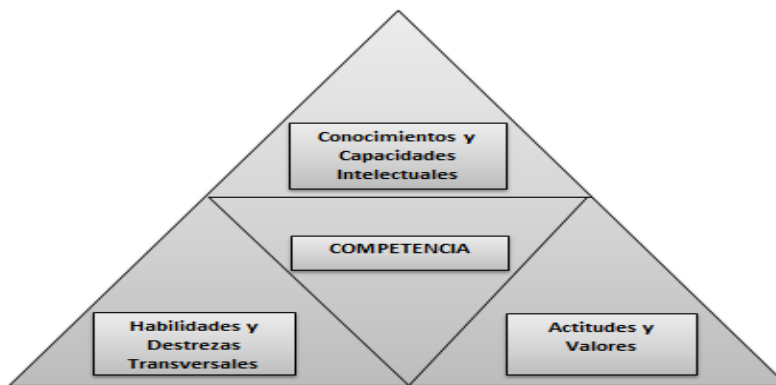 Conocimientos y
Capacidades
Intelectuales
COMPETENCIA
Habilidades y
Destrezas
Transversales
Actitudes y
Valores